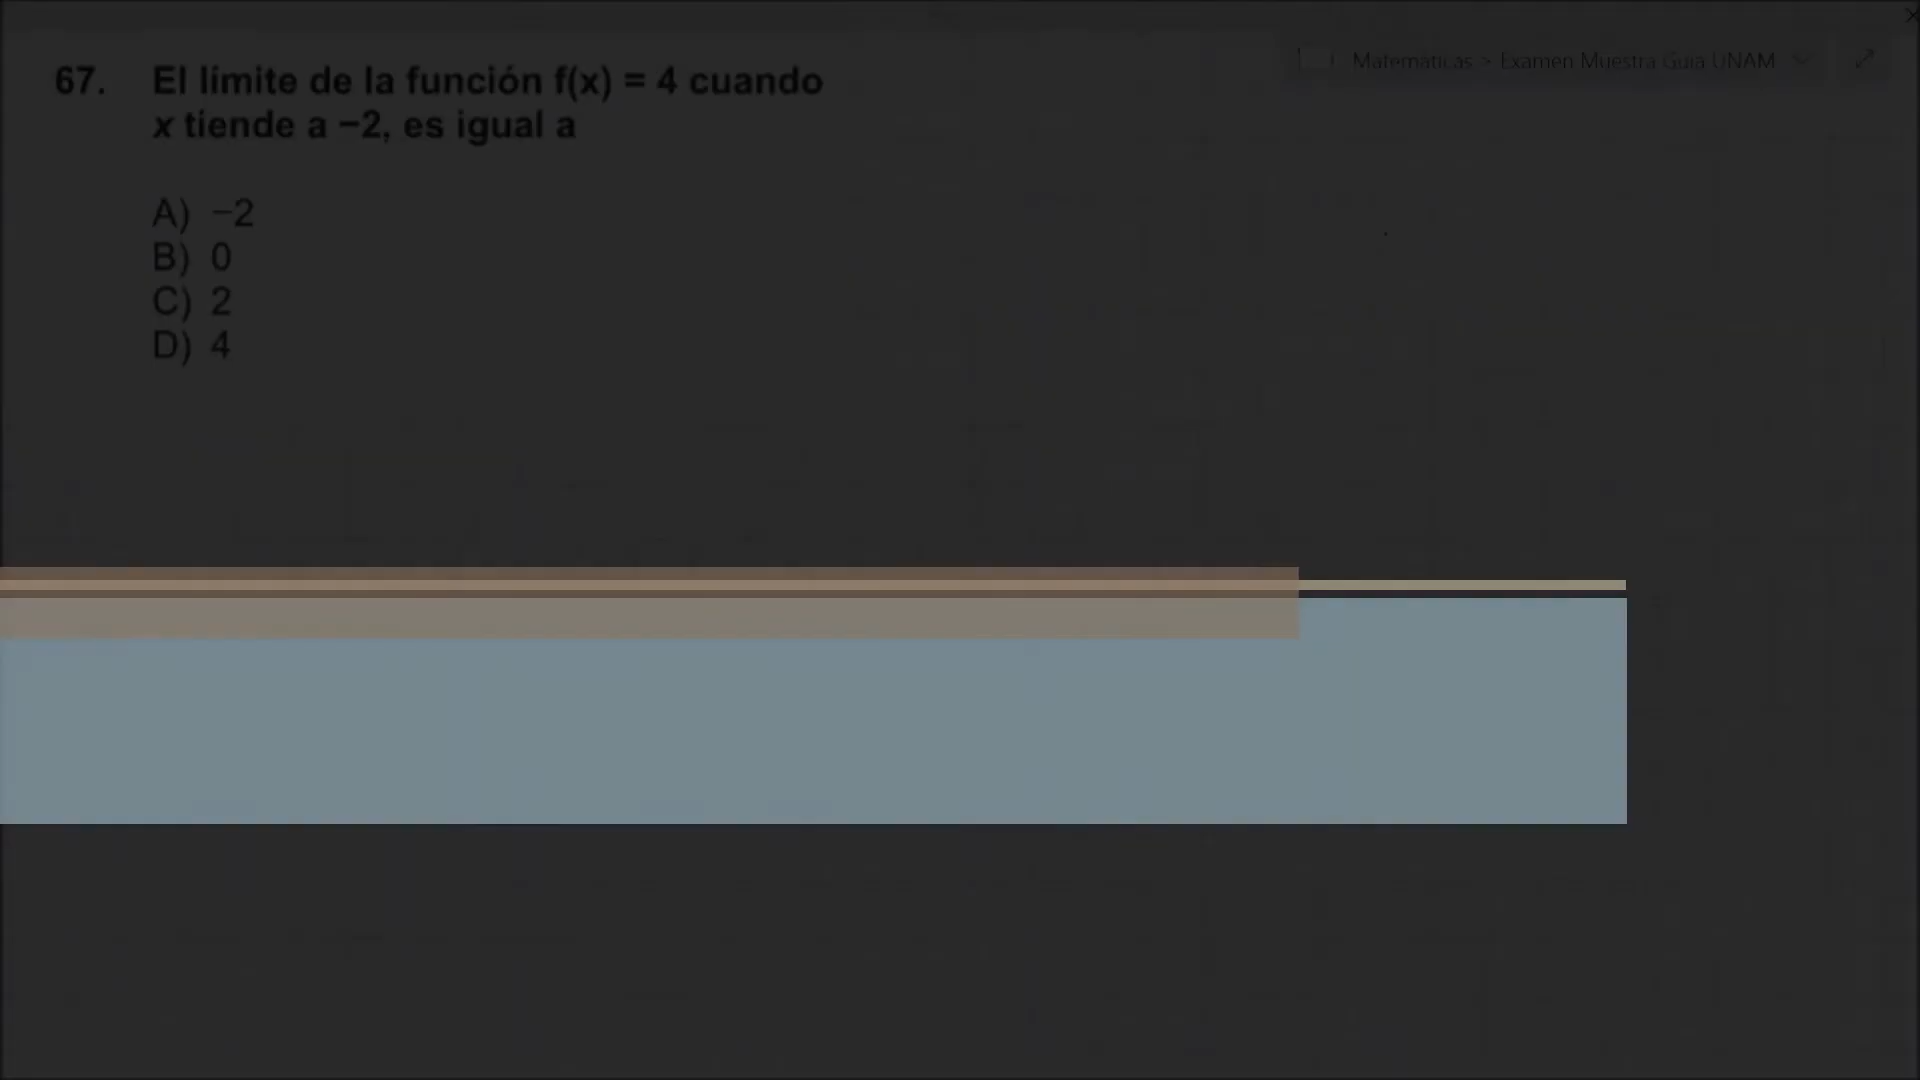 Matemáticas > Examen Muestra Guía UNAM
67. El límite de la función f(x) = 4 cuando
x tiende a −2, es igual a
A) −2
B) 0
C) 2
D) 4